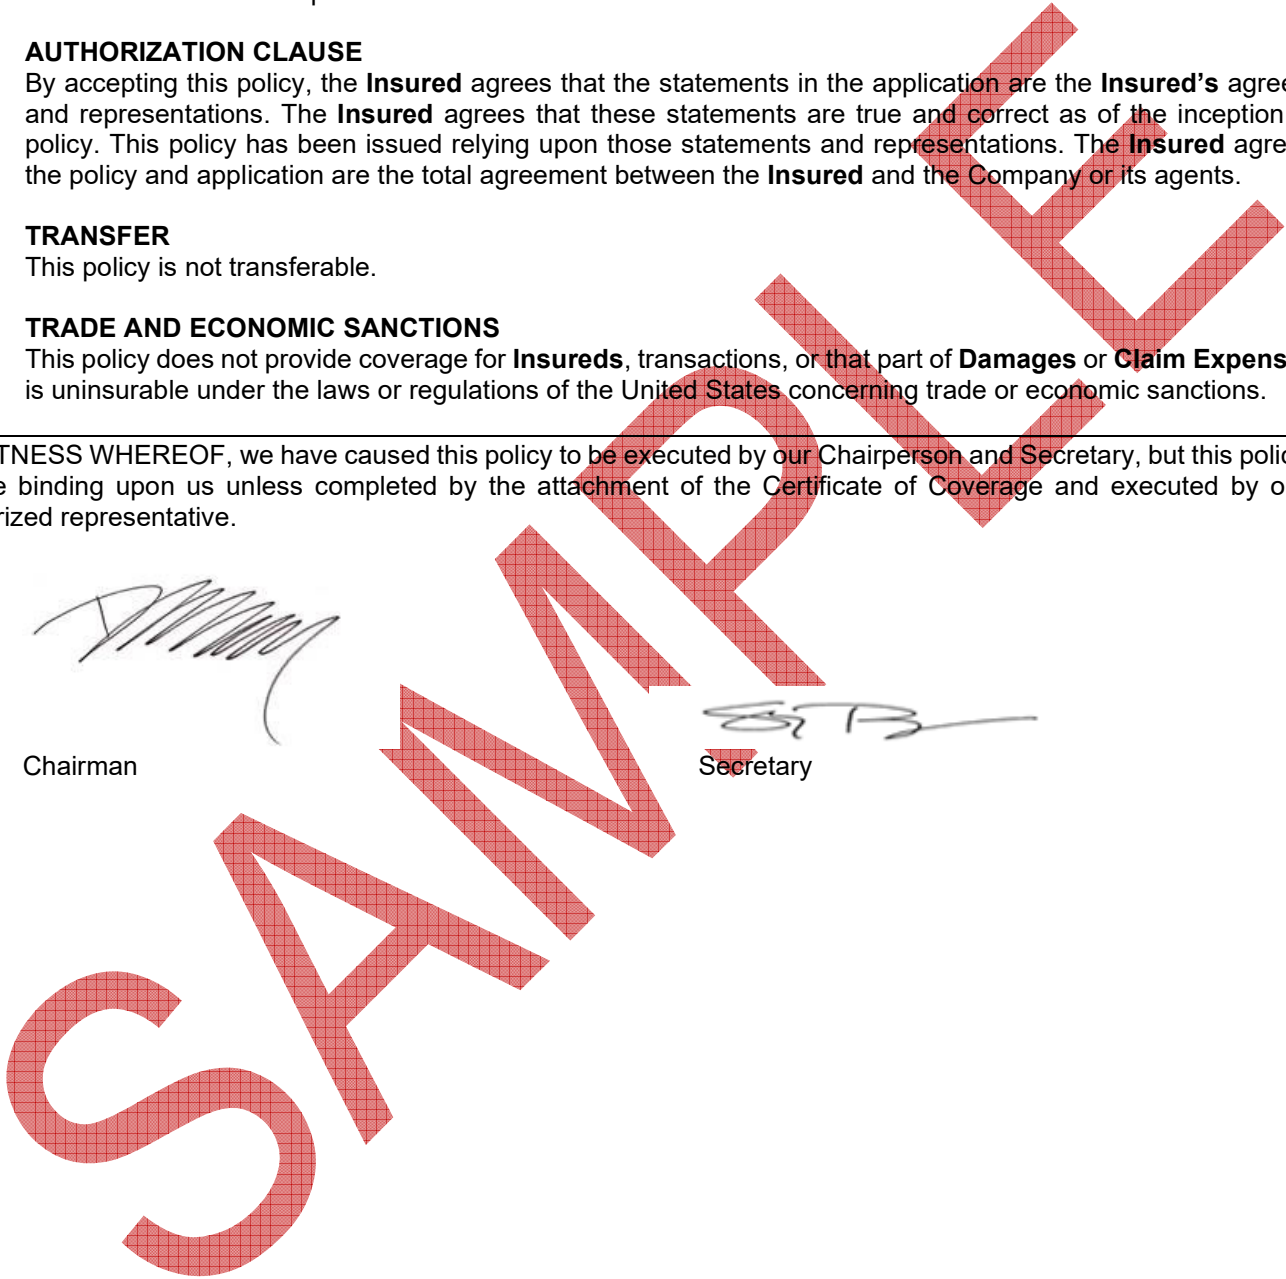 AUTHORIZATION CLAUSE
By accepting this policy, the Insured agrees that the statements in the application are the Insured's agree
and representations. The Insured agrees that these statements are true and correct as of the inception
policy. This policy has been issued relying upon those statements and representations. The Insured agre
the policy and application are the total agreement between the Insured and the Company or its agents.
TRANSFER
This policy is not transferable.
TRADE AND ECONOMIC SANCTIONS
This policy does not provide coverage for Insureds, transactions, or that part of Damages or Claim Expens
is uninsurable under the laws or regulations of the United States concerning trade or economic sanctions.
TNESS WHEREOF, we have caused this policy to be executed by our Chairperson and Secretary, but this polic
e binding upon us unless completed by the attachment of the Certificate of Coverage and executed by o
rized representative.
Chairman
Secretary
SAMPLE